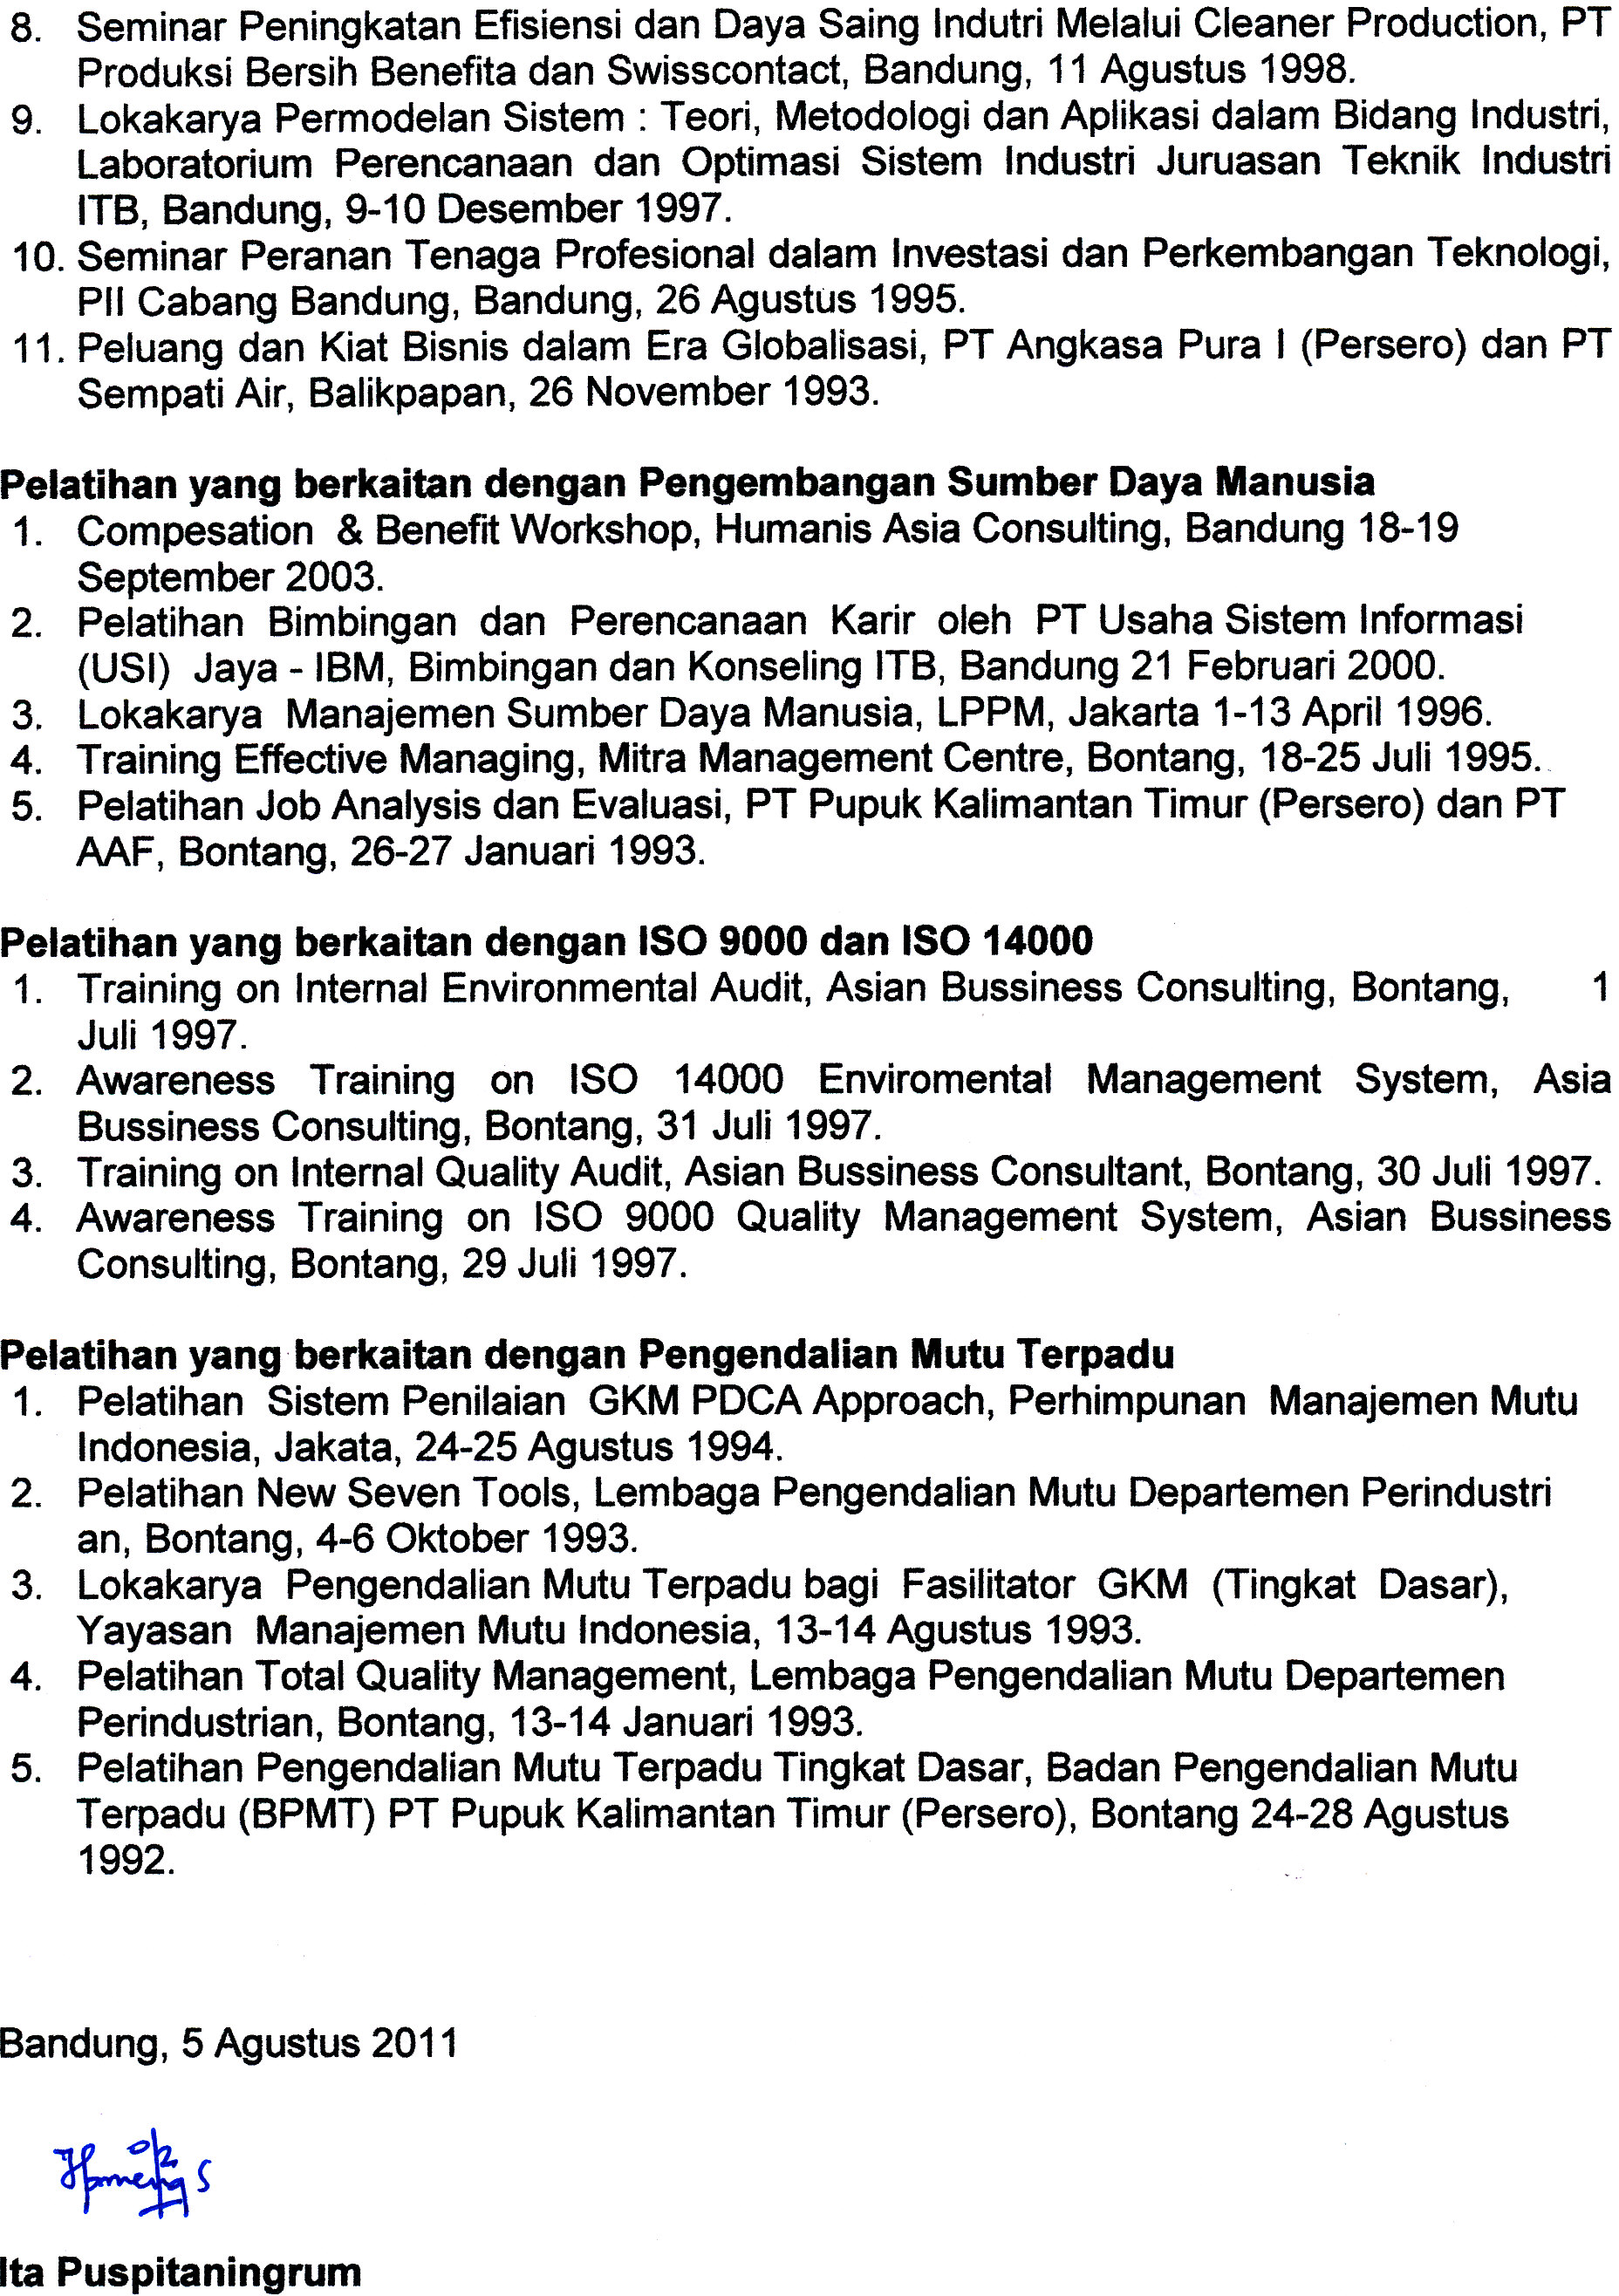 8. Seminar Peningkatan Efisiensi dan Daya Saing Indutri Melalui Cleaner Production, PT
Produksi Bersih Benefita dan Swisscontact, Bandung, 11 Agustus 1998.
9. Lokakarya Permodelan Sistem : Teori, Metodologi dan Aplikasi dalam Bidang Industri,
Laboratorium Perencanaan dan Optimasi Sistem Industri Juruasan Teknik Industri
ITB, Bandung, 9-10 Desember 1997.
10. Seminar Peranan Tenaga Profesional dalam Investasi dan Perkembangan Teknologi,
PII Cabang Bandung, Bandung, 26 Agustus 1995.
11. Peluang dan Kiat Bisnis dalam Era Globalisasi, PT Angkasa Pura I (Persero) dan PT
Sempati Air, Balikpapan, 26 November 1993.
Pelatihan yang berkaitan dengan Pengembangan Sumber Daya Manusia
1. Compesation & Benefit Workshop, Humanis Asia Consulting, Bandung 18-19
September 2003.
2. Pelatihan Bimbingan dan Perencanaan Karir oleh PT Usaha Sistem Informasi
(USI) Jaya - IBM, Bimbingan dan Konseling ITB, Bandung 21 Februari 2000.
3. Lokakarya Manajemen Sumber Daya Manusia, LPPM, Jakarta 1-13 April 1996.
4. Training Effective Managing, Mitra Management Centre, Bontang, 18-25 Juli 1995.
5. Pelatihan Job Analysis dan Evaluasi, PT Pupuk Kalimantan Timur (Persero) dan PT
AAF, Bontang, 26-27 Januari 1993.
Pelatihan yang berkaitan dengan ISO 9000 dan ISO 14000
1. Training on Internal Environmental Audit, Asian Bussiness Consulting, Bontang, 1
Juli 1997.
2. Awareness Training on ISO 14000 Enviromental Management System, Asia
Bussiness Consulting, Bontang, 31 Juli 1997.
3. Training on Internal Quality Audit, Asian Bussiness Consultant, Bontang, 30 Juli 1997.
4. Awareness Training on ISO 9000 Quality Management System, Asian Bussiness
Consulting, Bontang, 29 Juli 1997.
Pelatihan yang berkaitan dengan Pengendalian Mutu Terpadu
1. Pelatihan Sistem Penilaian GKM PDCA Approach, Perhimpunan Manajemen Mutu
Indonesia, Jakata, 24-25 Agustus 1994.
2. Pelatihan New Seven Tools, Lembaga Pengendalian Mutu Departemen Perindustri
an, Bontang, 4-6 Oktober 1993.
3. Lokakarya Pengendalian Mutu Terpadu bagi Fasilitator GKM (Tingkat Dasar),
Yayasan Manajemen Mutu Indonesia, 13-14 Agustus 1993.
4. Pelatihan Total Quality Management, Lembaga Pengendalian Mutu Departemen
Perindustrian, Bontang, 13-14 Januari 1993.
5. Pelatihan Pengendalian Mutu Terpadu Tingkat Dasar, Badan Pengendalian Mutu
Terpadu (BPMT) PT Pupuk Kalimantan Timur (Persero), Bontang 24-28 Agustus
1992.
Bandung, 5 Agustus 2011
Ita Puspitaningrum